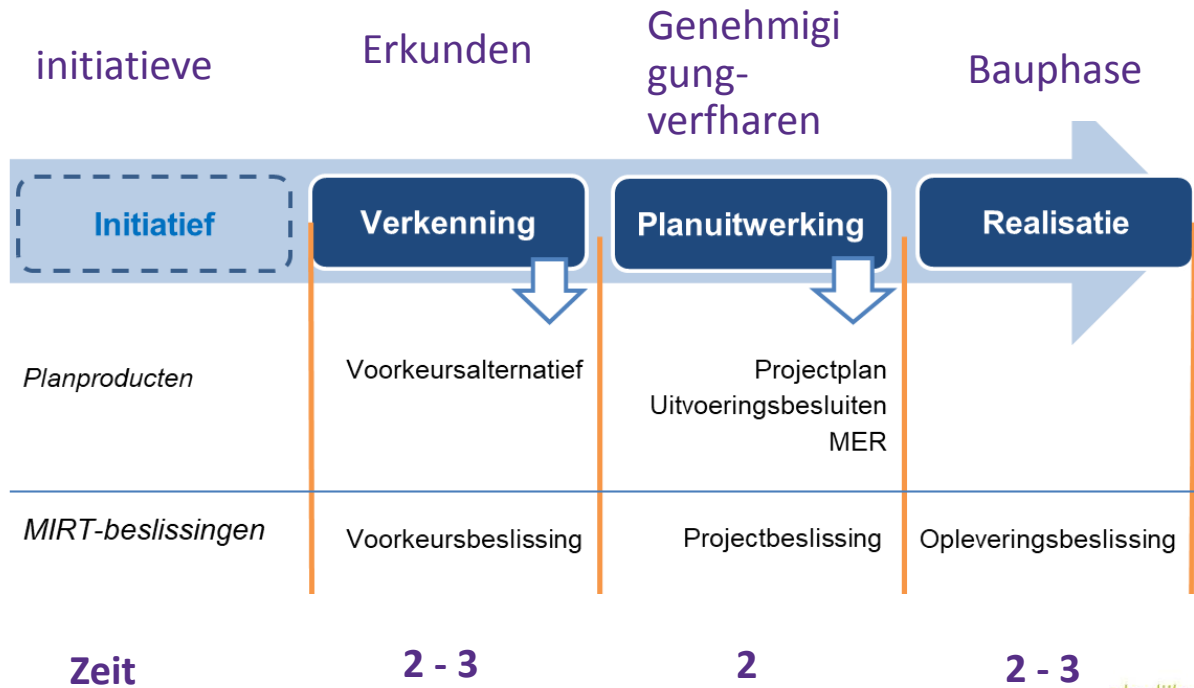 initiatieve
Erkunden
Genehmigi
gung-
verfharen
Bauphase
Initiatief
Verkenning
Planuitwerking
Realisatie
Planproducten
Voorkeursalternatief
Projectplan
Uitvoeringsbesluiten
MER
MIRT-beslissingen
Voorkeursbeslissing
Projectbeslissing
Opleveringsbeslissing
Zeit
2 - 3
2
2 - 3